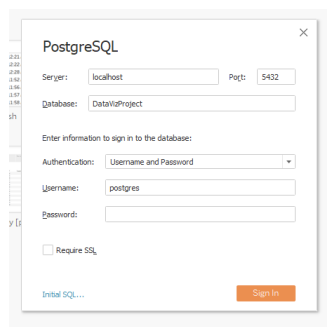 PostgreSQL
Server: localhost Port: 5432
Database: DataVizProject
Enter information to sign in to the database:
Authentication: Username and Password
Username: postgres
Password:
Require SSL
Initial SQL... Sign In